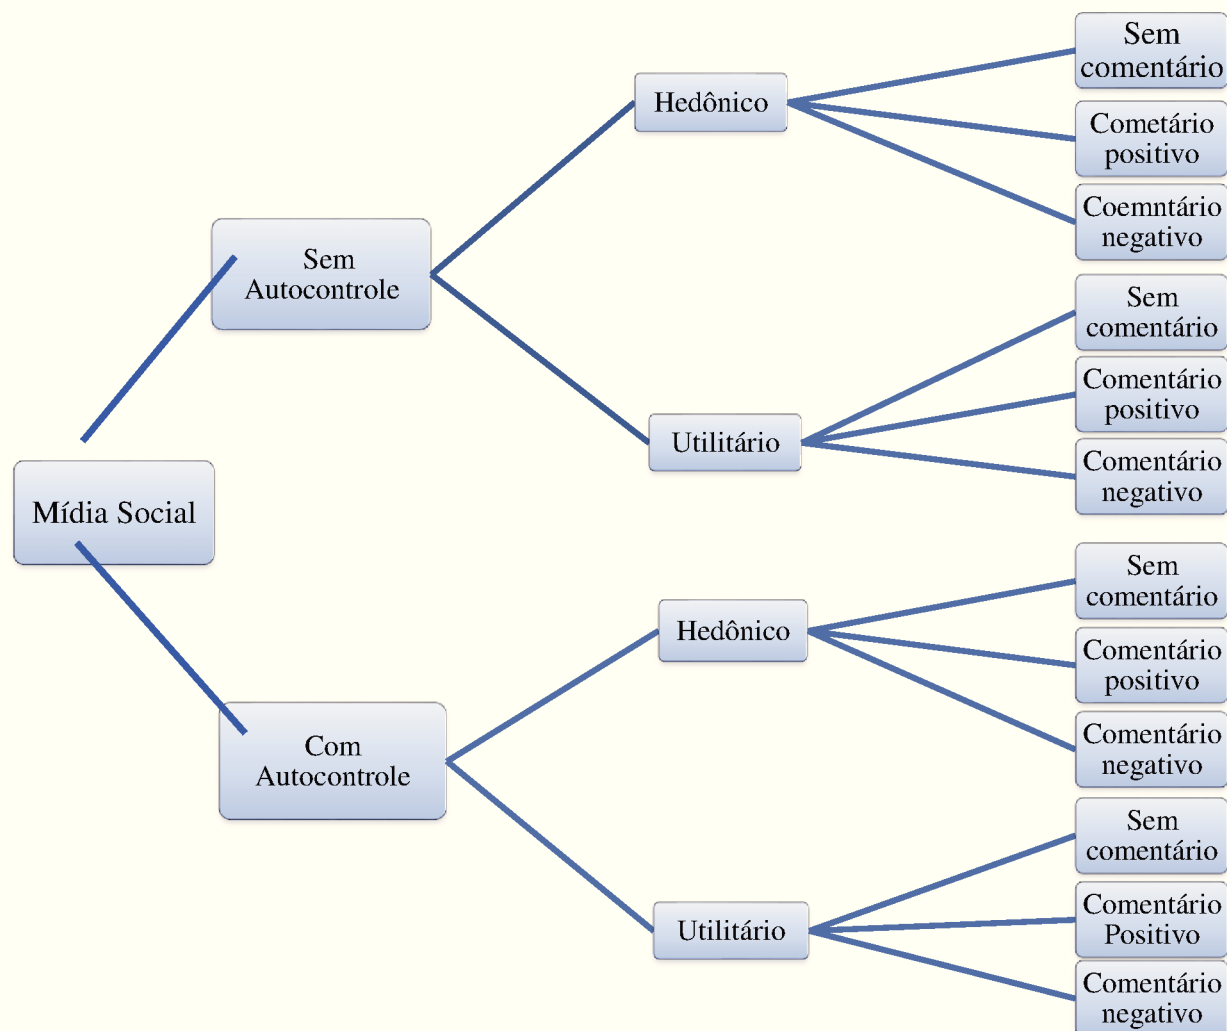 Sem
comentário
Hedônico
Cometário
positivo
Coemntário
negativo
Sem
Autocontrole
Sem
comentário
Comentário
positivo
Utilitário
Comentário
negativo
Mídia Social
Sem
comentário
Hedônico
Comentário
positivo
Comentário
negativo
Com
Autocontrole
Sem
comentário
Comentário
Positivo
Utilitário
Comentário
negativo